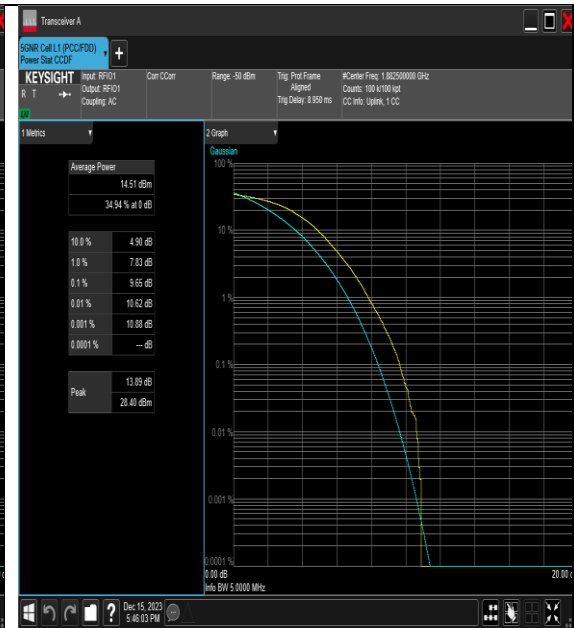 Transceiver A
5GNR Cell L1 (PCC/FDD)
Power Stat CCDF
+
KEYSIGHT
R T
LXI
Input: RFIO1
Output: RFIO1
Coupling: AC
Corr CCorr
Range: -50 dBm
Trig: Prot Frame
Aligned
Trig Delay: 8.950 ms
#Center Freq: 1.882500000 GHz
Counts: 100 k/100 kpt
CC Info: Uplink, 1 CC
1 Metrics
Average Power
14.51 dBm
34.94 % at 0 dB
10.0 % 4.90 dB
1.0 % 7.83 dB
0.1 % 9.65 dB
0.01 % 10.62 dB
0.001 % 10.88 dB
0.0001 % --- dB
Peak 13.89 dB
28.40 dBm
2 Graph
Gaussian
100 %
10 %
1 %
0.1 %
0.01 %
0.001 %
0.0001 %
0.00 dB 20.00
Info BW 5.0000 MHz
? Dec 15, 2023
5:46:03 PM